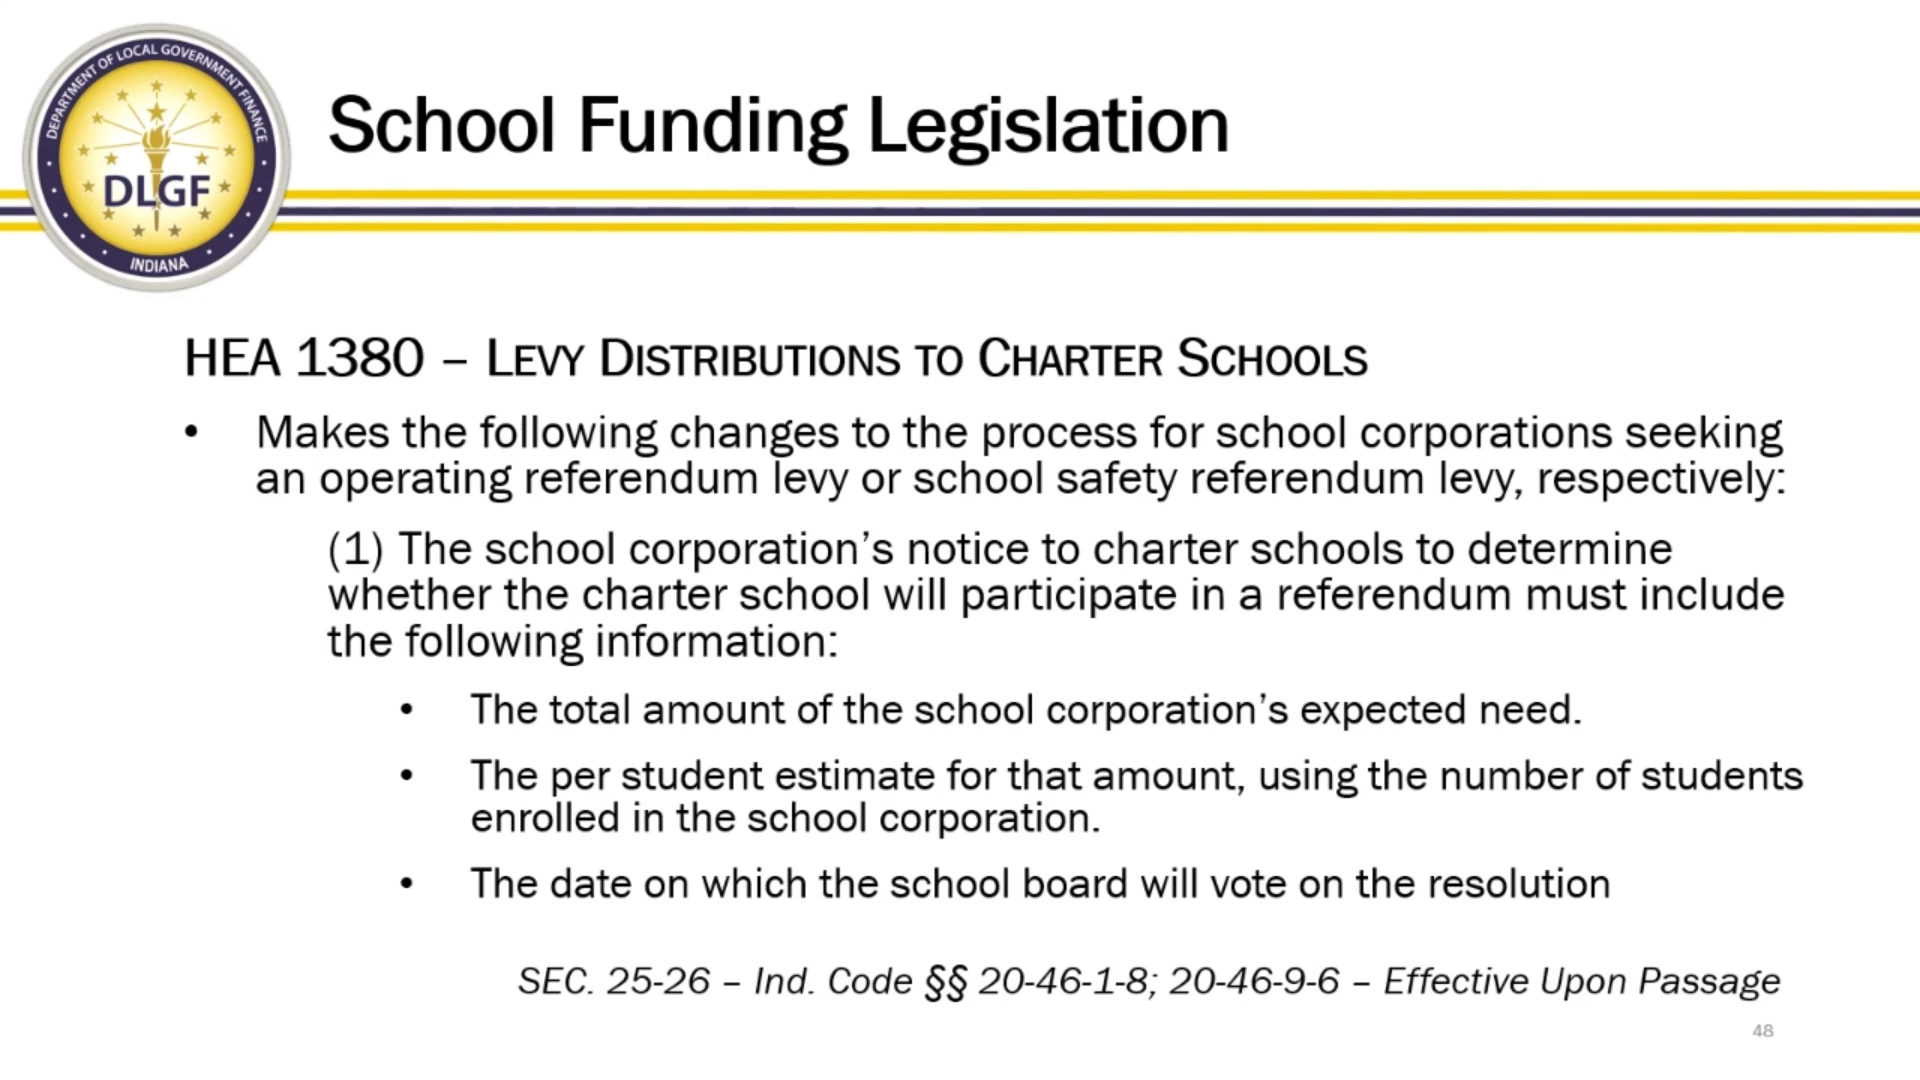 DEPARTMENT OF LOCAL GOVERNMENT FINANCE
DLGF
INDIANA
School Funding Legislation
HEA 1380 – LEVY DISTRIBUTIONS TO CHARTER SCHOOLS
• Makes the following changes to the process for school corporations seeking
an operating referendum levy or school safety referendum levy, respectively:
(1) The school corporation’s notice to charter schools to determine
whether the charter school will participate in a referendum must include
the following information:
• The total amount of the school corporation’s expected need.
• The per student estimate for that amount, using the number of students
enrolled in the school corporation.
• The date on which the school board will vote on the resolution
SEC. 25-26 – Ind. Code §§ 20-46-1-8; 20-46-9-6 – Effective Upon Passage
48